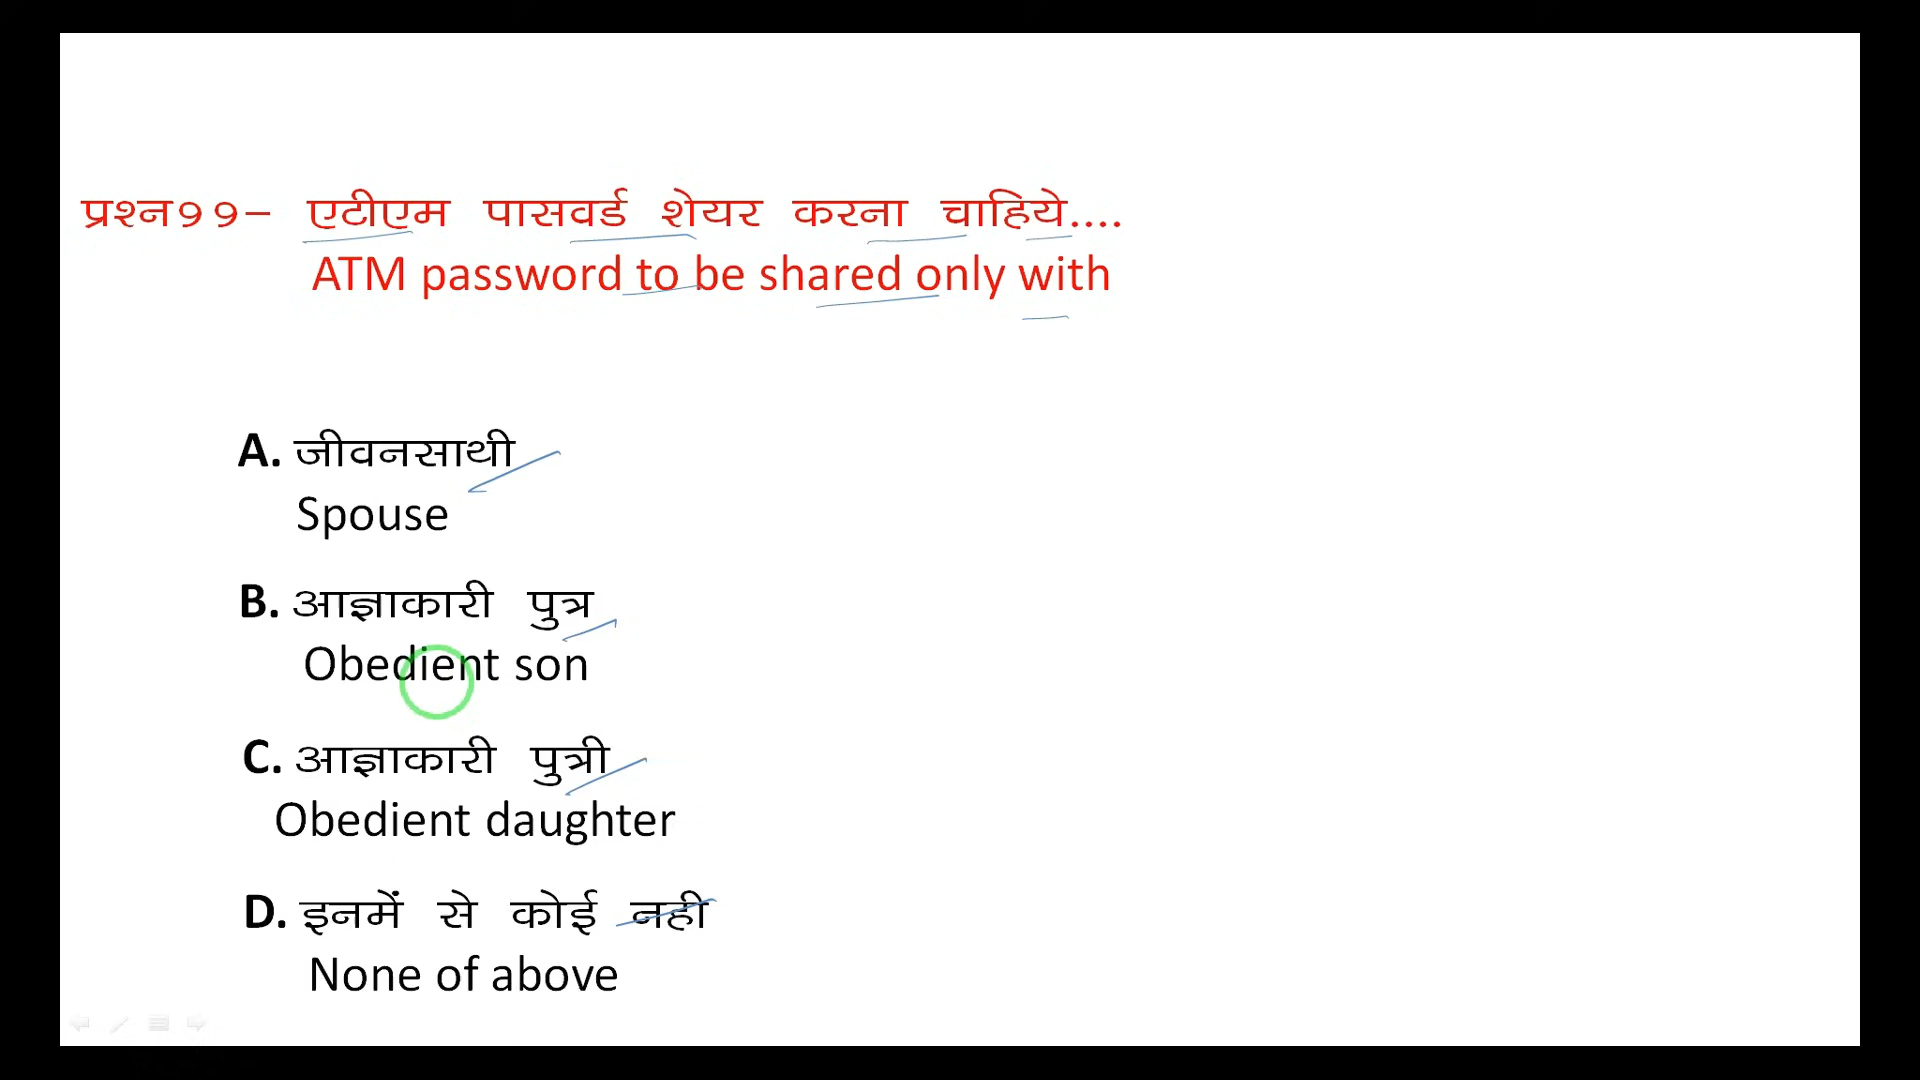 प्रश्न99- एटीएम पासवर्ड शेयर करना चाहिये....
ATM password to be shared only with
A. जीवनसाथी
Spouse
B. आज्ञाकारी पुत्र
Obedient son
C. आज्ञाकारी पुत्री
Obedient daughter
D. इनमें से कोई नही
None of above